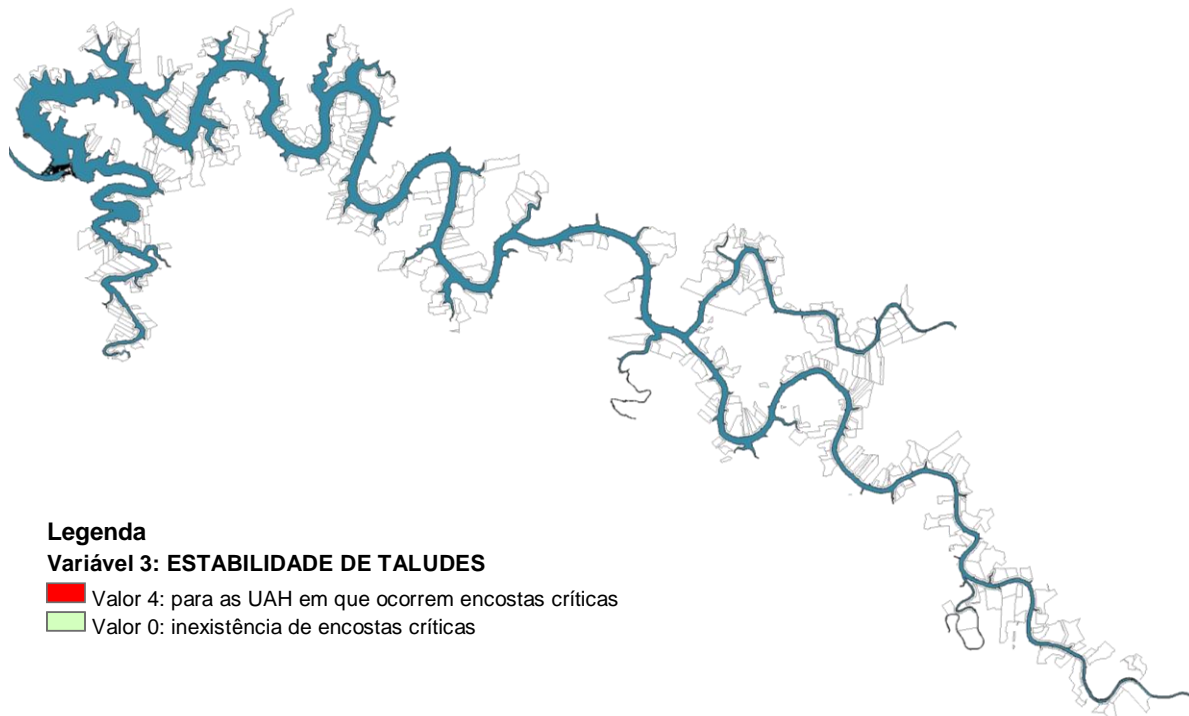 Legenda
Variável 3: ESTABILIDADE DE TALUDES
Valor 4: para as UAH em que ocorrem encostas críticas
Valor 0: inexistência de encostas críticas